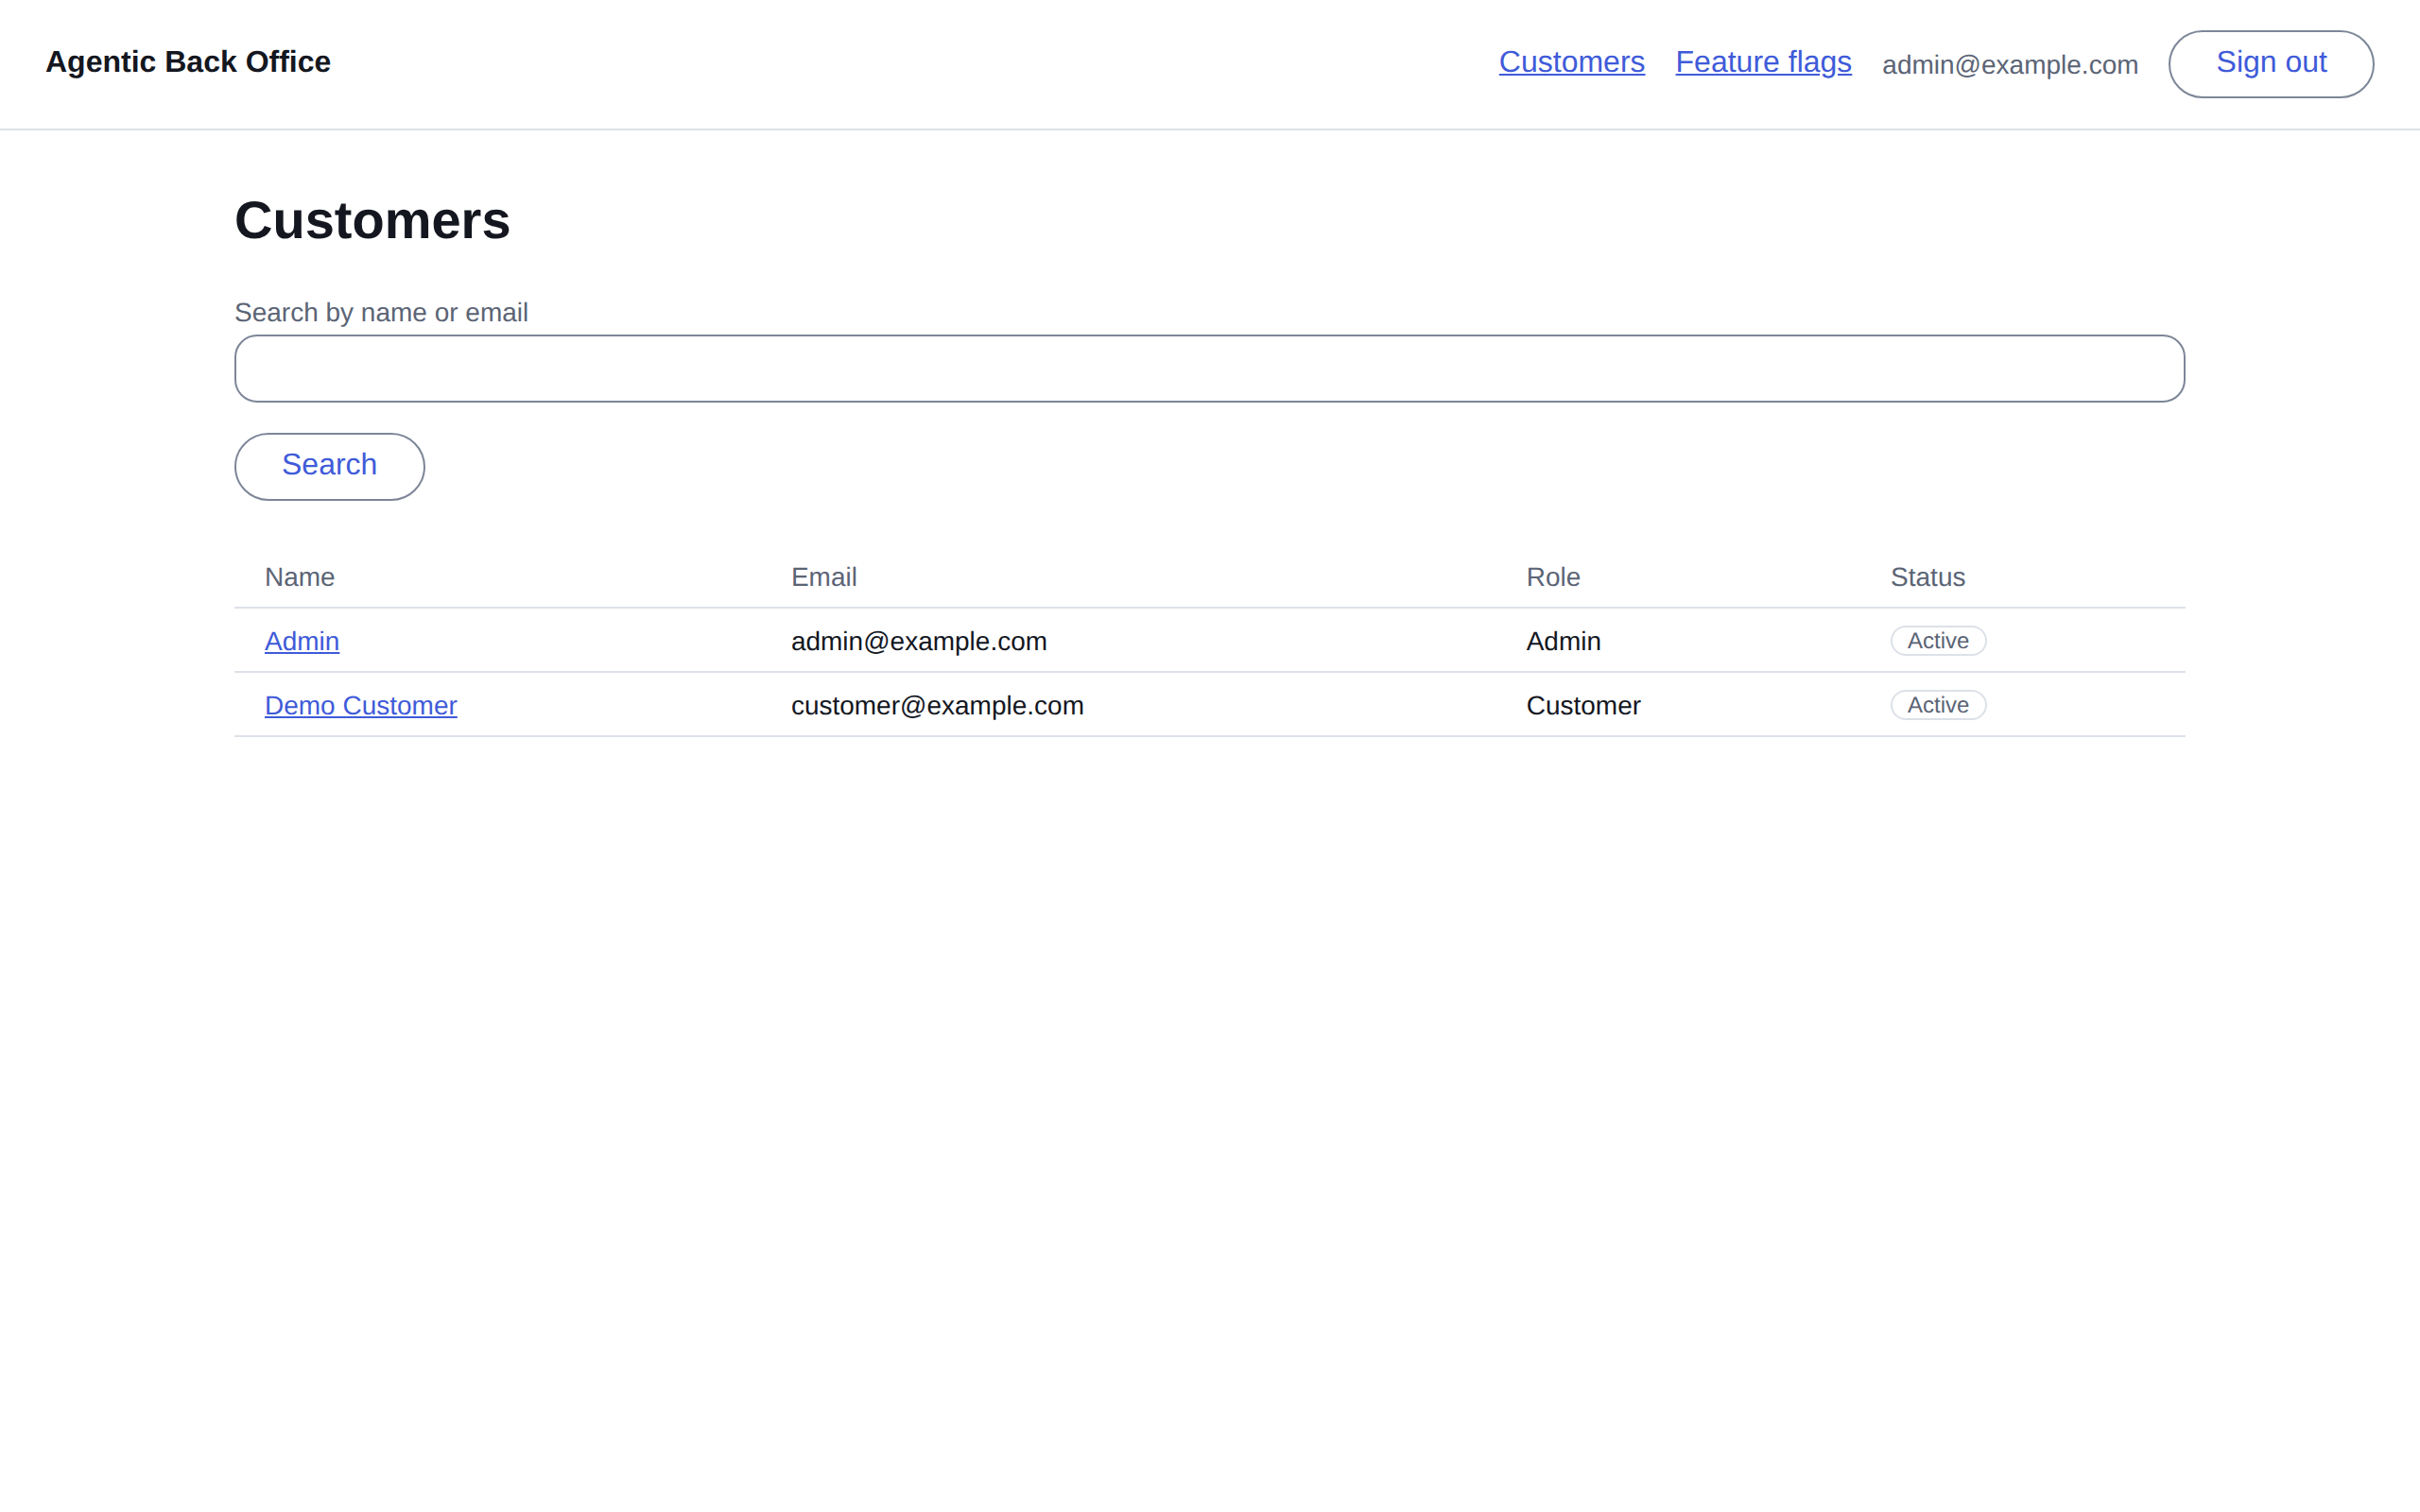 Agentic Back Office Customers Feature flags admin@example.com Sign out
Customers
Search by name or email
Search
Name Email Role Status
Admin admin@example.com Admin Active
Demo Customer customer@example.com Customer Active